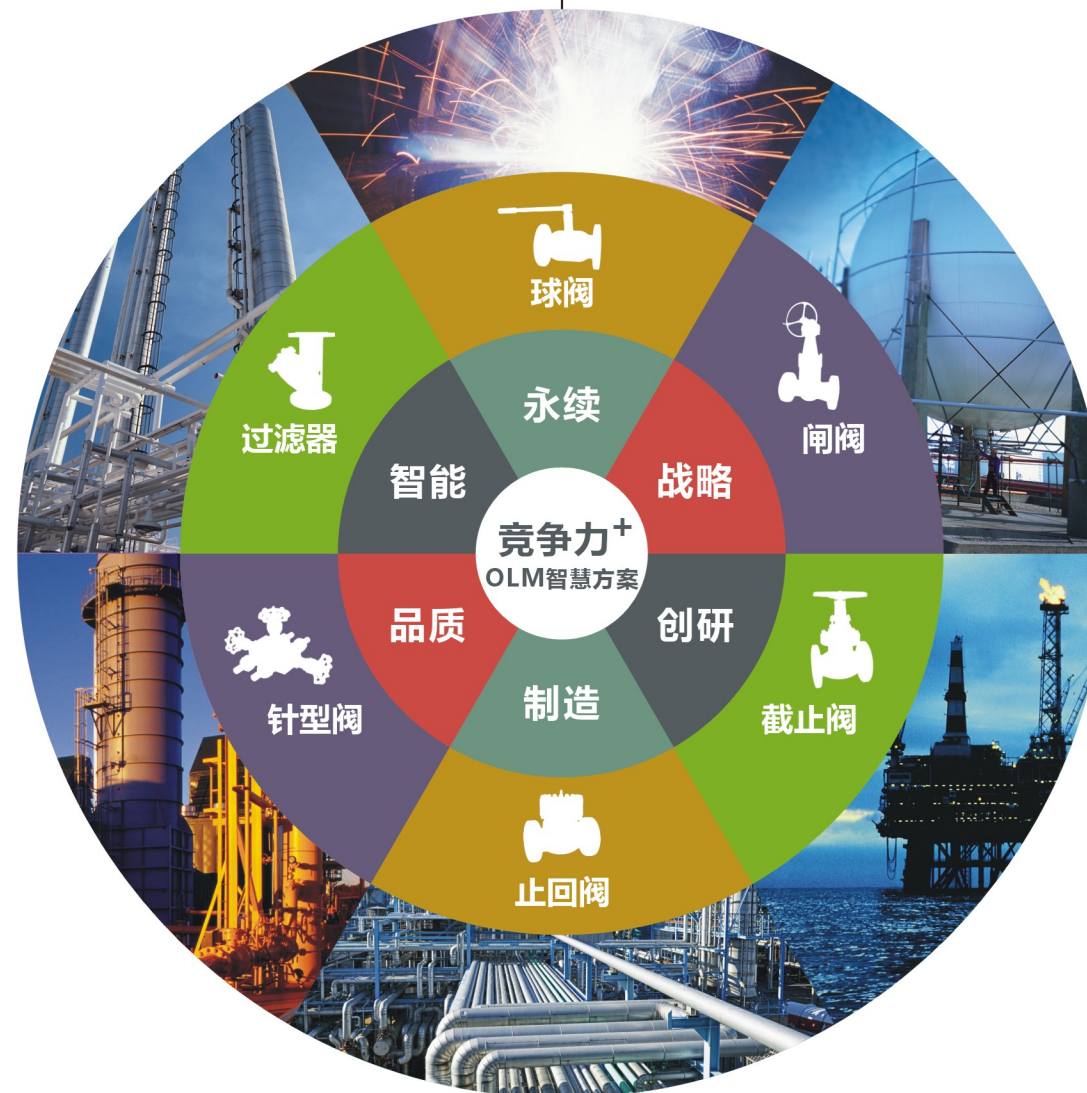 球阀
永续
过滤器
闸阀
智能
战略
竞争力+
OLM智慧方案
品质
创研
针型阀
制造
截止阀
止回阀